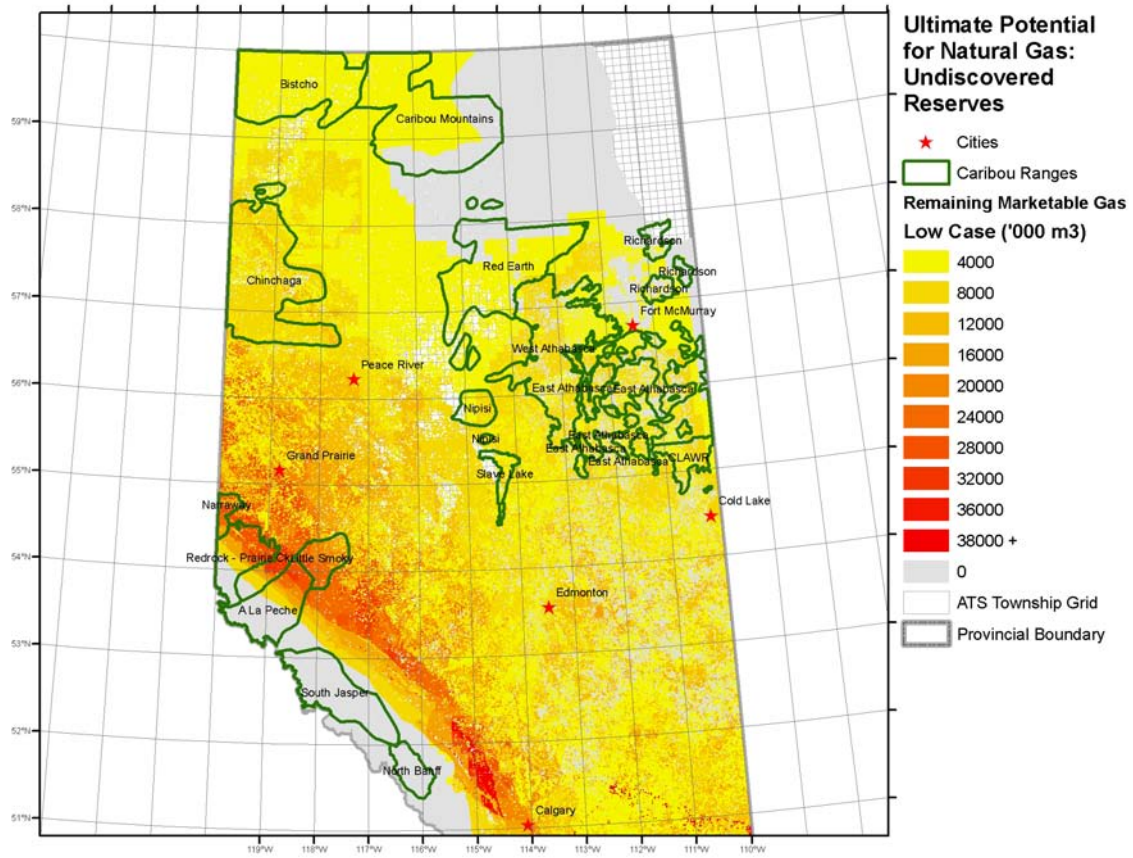 Ultimate Potential
for Natural Gas:
Undiscovered
Reserves
Cities
Caribou Ranges
Remaining Marketable Gas
Low Case ('000 m3)
4000
8000
12000
16000
20000
24000
28000
32000
36000
38000 +
0
ATS Township Grid
Provincial Boundary
59°N
58°N
57°N
56°N
55°N
54°N
53°N
52°N
51°N
119°W
118°W
117°W
116°W
115°W
114°W
113°W
112°W
111°W
110°W
Bistcho
Caribou Mountains
Richardson
Red Earth
Richardson
Chinchaga
Richardson
Fort McMurray
West Athabasca
Peace River
East Athabasca
East Athabasca
Nipisi
Nipisi
East Athabasca
East Athabasca
Grand Prairie
East Athabasca
CLAWR
Slave Lake
Cold Lake
Narraway
Redrock - Prairie Ck
Little Smoky
Edmonton
A La Peche
South Jasper
North Banff
Calgary